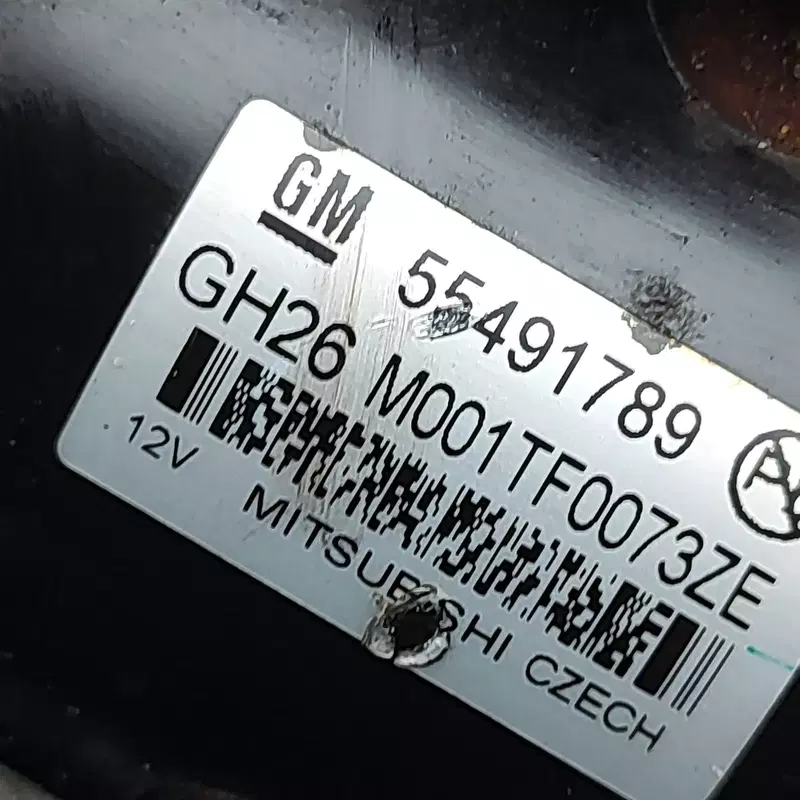 GM 55491789
GH26 M001TF0073ZE
12V MITSUBISHI CZECH